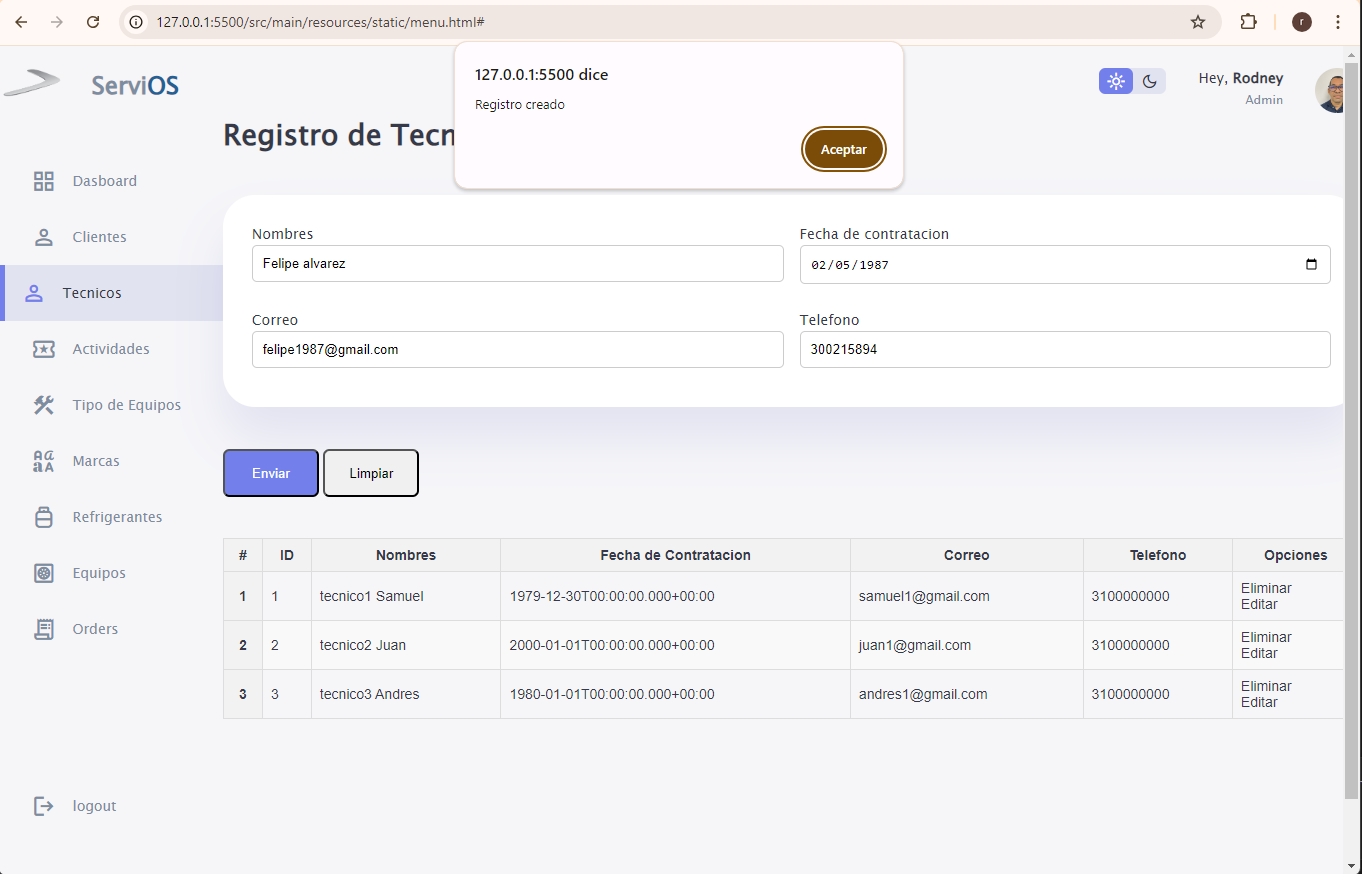 127.0.0.1:5500/src/main/resources/static/menu.html#
r
127.0.0.1:5500 dice
Registro creado
Aceptar
ServiOS
Hey, Rodney
Admin
Registro de Tecn
Dasboard
Clientes
Tecnicos
Actividades
Tipo de Equipos
Marcas
Refrigerantes
Equipos
Orders
logout
Nombres
Felipe alvarez
Fecha de contratacion
02/05/1987
Correo
felipe1987@gmail.com
Telefono
300215894
Enviar Limpiar
# ID Nombres Fecha de Contratacion Correo Telefono Opciones
1 1 tecnico1 Samuel 1979-12-30T00:00:00.000+00:00 samuel1@gmail.com 3100000000 Eliminar
Editar
2 2 tecnico2 Juan 2000-01-01T00:00:00.000+00:00 juan1@gmail.com 3100000000 Eliminar
Editar
3 3 tecnico3 Andres 1980-01-01T00:00:00.000+00:00 andres1@gmail.com 3100000000 Eliminar
Editar